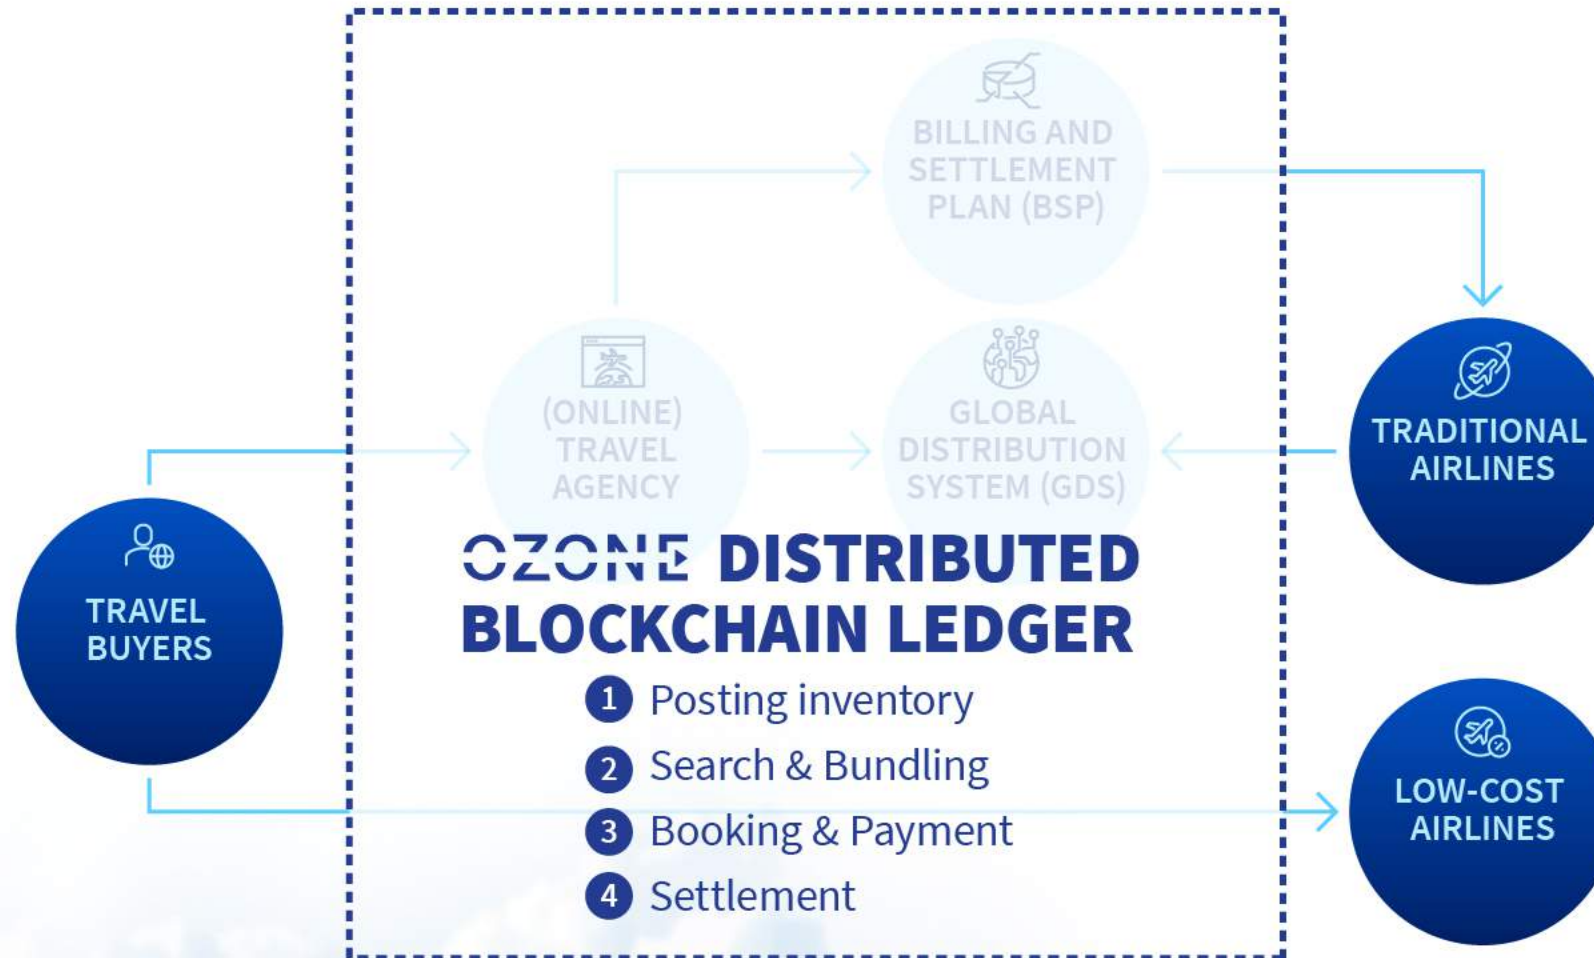 BILLING AND
SETTLEMENT
PLAN (BSP)
(ONLINE)
TRAVEL
AGENCY
GLOBAL
DISTRIBUTION
SYSTEM (GDS)
TRADITIONAL
AIRLINES
TRAVEL
BUYERS
OZONE DISTRIBUTED
BLOCKCHAIN LEDGER
1 Posting inventory
2 Search & Bundling
3 Booking & Payment
4 Settlement
LOW-COST
AIRLINES